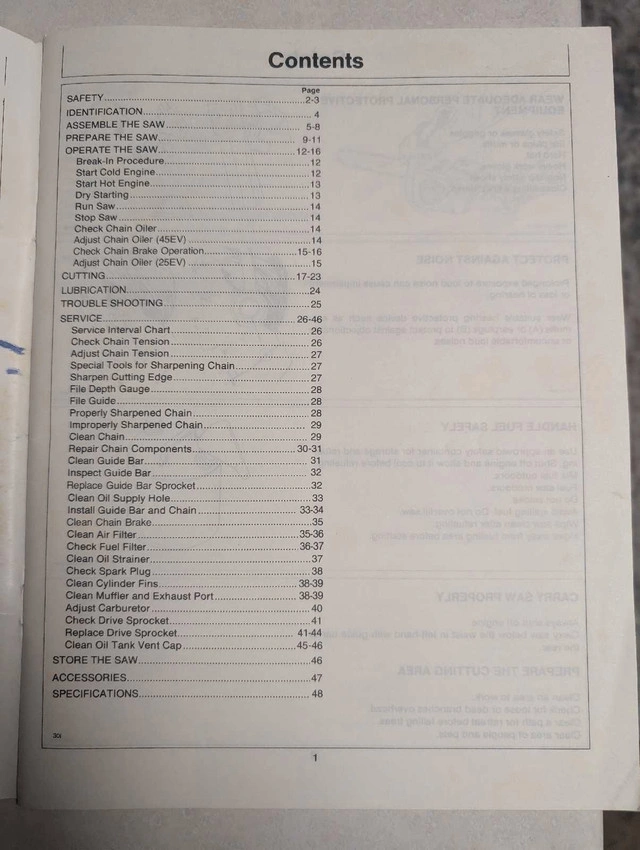 Contents
Page
SAFETY........2-3
IDENTIFICATION........4
ASSEMBLE THE SAW........5-8
PREPARE THE SAW........9-11
OPERATE THE SAW........12-16
Break-In Procedure........12
Start Cold Engine........12
Start Hot Engine........13
Dry Starting........13
Run Saw........14
Stop Saw........14
Check Chain Oiler........14
Adjust Chain Oiler (45EV)........14
Check Chain Brake Operation........15-16
Adjust Chain Oiler (25EV)........15
CUTTING........17-23
LUBRICATION........24
TROUBLE SHOOTING........25
SERVICE........26-46
Service Interval Chart........26
Check Chain Tension........26
Adjust Chain Tension........27
Special Tools for Sharpening Chain........27
Sharpen Cutting Edge........27
File Depth Gauge........28
File Guide........28
Properly Sharpened Chain........28
Improperly Sharpened Chain........29
Clean Chain........29
Repair Chain Components........30-31
Clean Guide Bar........31
Inspect Guide Bar........32
Replace Guide Bar Sprocket........32
Clean Oil Supply Hole........33
Install Guide Bar and Chain........33-34
Clean Chain Brake........35
Clean Air Filter........35-36
Check Fuel Filter........36-37
Clean Oil Strainer........37
Check Spark Plug........38
Clean Cylinder Fins........38-39
Clean Muffler and Exhaust Port........38-39
Adjust Carburetor........40
Check Drive Sprocket........41
Replace Drive Sprocket........41-44
Clean Oil Tank Vent Cap........45-46
STORE THE SAW........46
ACCESSORIES........47
SPECIFICATIONS........48
1